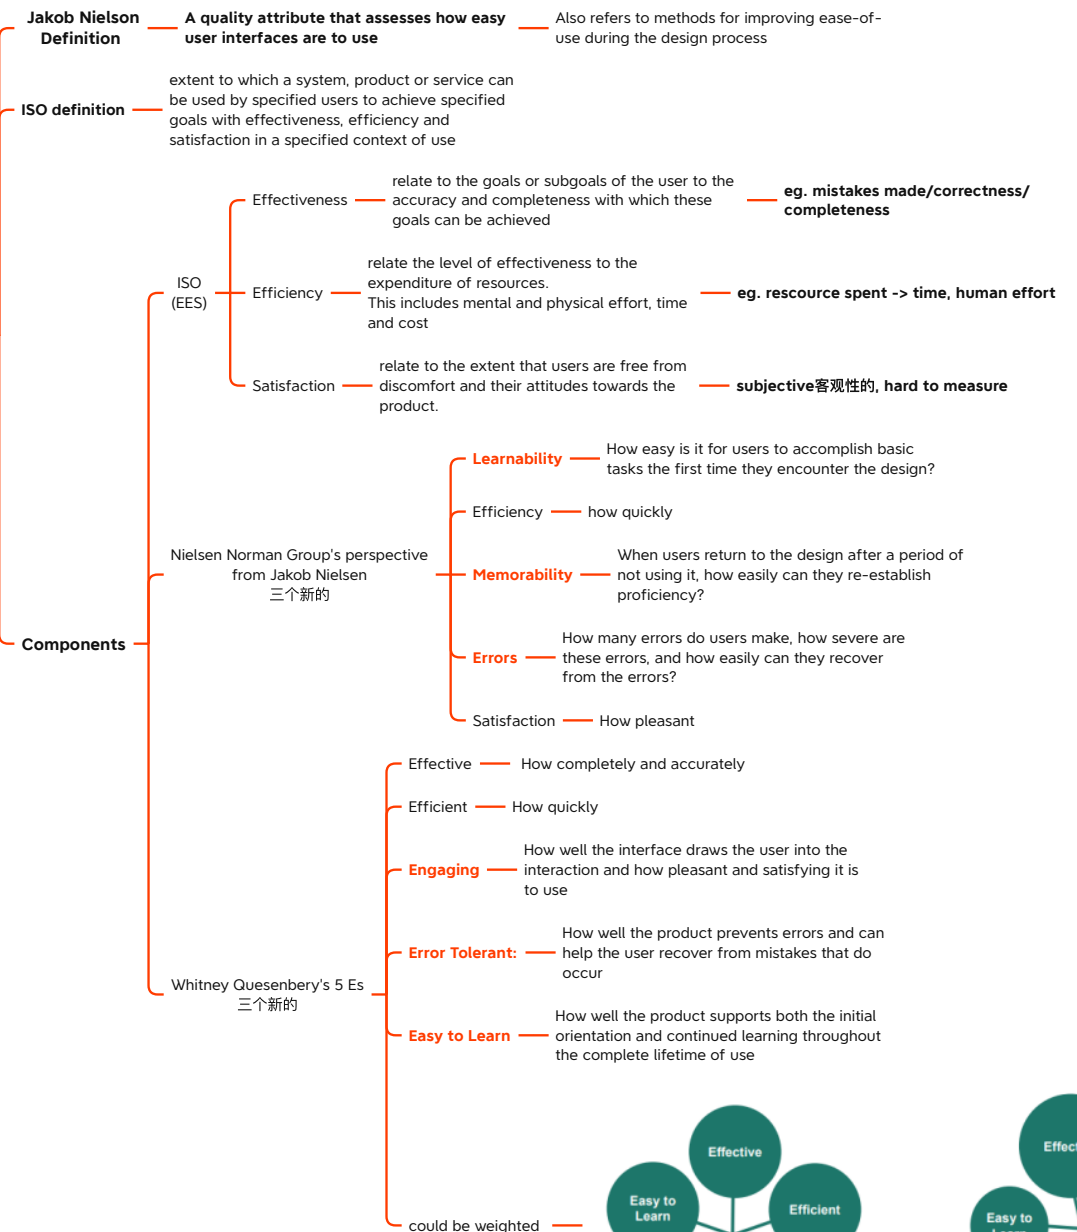 Jakob Nielson
Definition
A quality attribute that assesses how easy
user interfaces are to use
Also refers to methods for improving ease-of-
use during the design process
ISO definition
extent to which a system, product or service can
be used by specified users to achieve specified
goals with effectiveness, efficiency and
satisfaction in a specified context of use
Components
ISO
(EES)
Effectiveness
relate to the goals or subgoals of the user to the
accuracy and completeness with which these
goals can be achieved
eg. mistakes made/correctness/
completeness
Efficiency
relate the level of effectiveness to the
expenditure of resources.
This includes mental and physical effort, time
and cost
eg. rescource spent -> time, human effort
Satisfaction
relate to the extent that users are free from
discomfort and their attitudes towards the
product.
subjective客观性的, hard to measure
Nielsen Norman Group's perspective
from Jakob Nielsen
三个新的
Learnability
How easy is it for users to accomplish basic
tasks the first time they encounter the design?
Efficiency
how quickly
Memorability
When users return to the design after a period of
not using it, how easily can they re-establish
proficiency?
Errors
How many errors do users make, how severe are
these errors, and how easily can they recover
from the errors?
Satisfaction
How pleasant
Whitney Quesenbery's 5 Es
三个新的
Effective
How completely and accurately
Efficient
How quickly
Engaging
How well the interface draws the user into the
interaction and how pleasant and satisfying it is
to use
Error Tolerant:
How well the product prevents errors and can
help the user recover from mistakes that do
occur
Easy to Learn
How well the product supports both the initial
orientation and continued learning throughout
the complete lifetime of use
could be weighted
Effective
Easy to
Learn
Efficient
Effect
Easy to